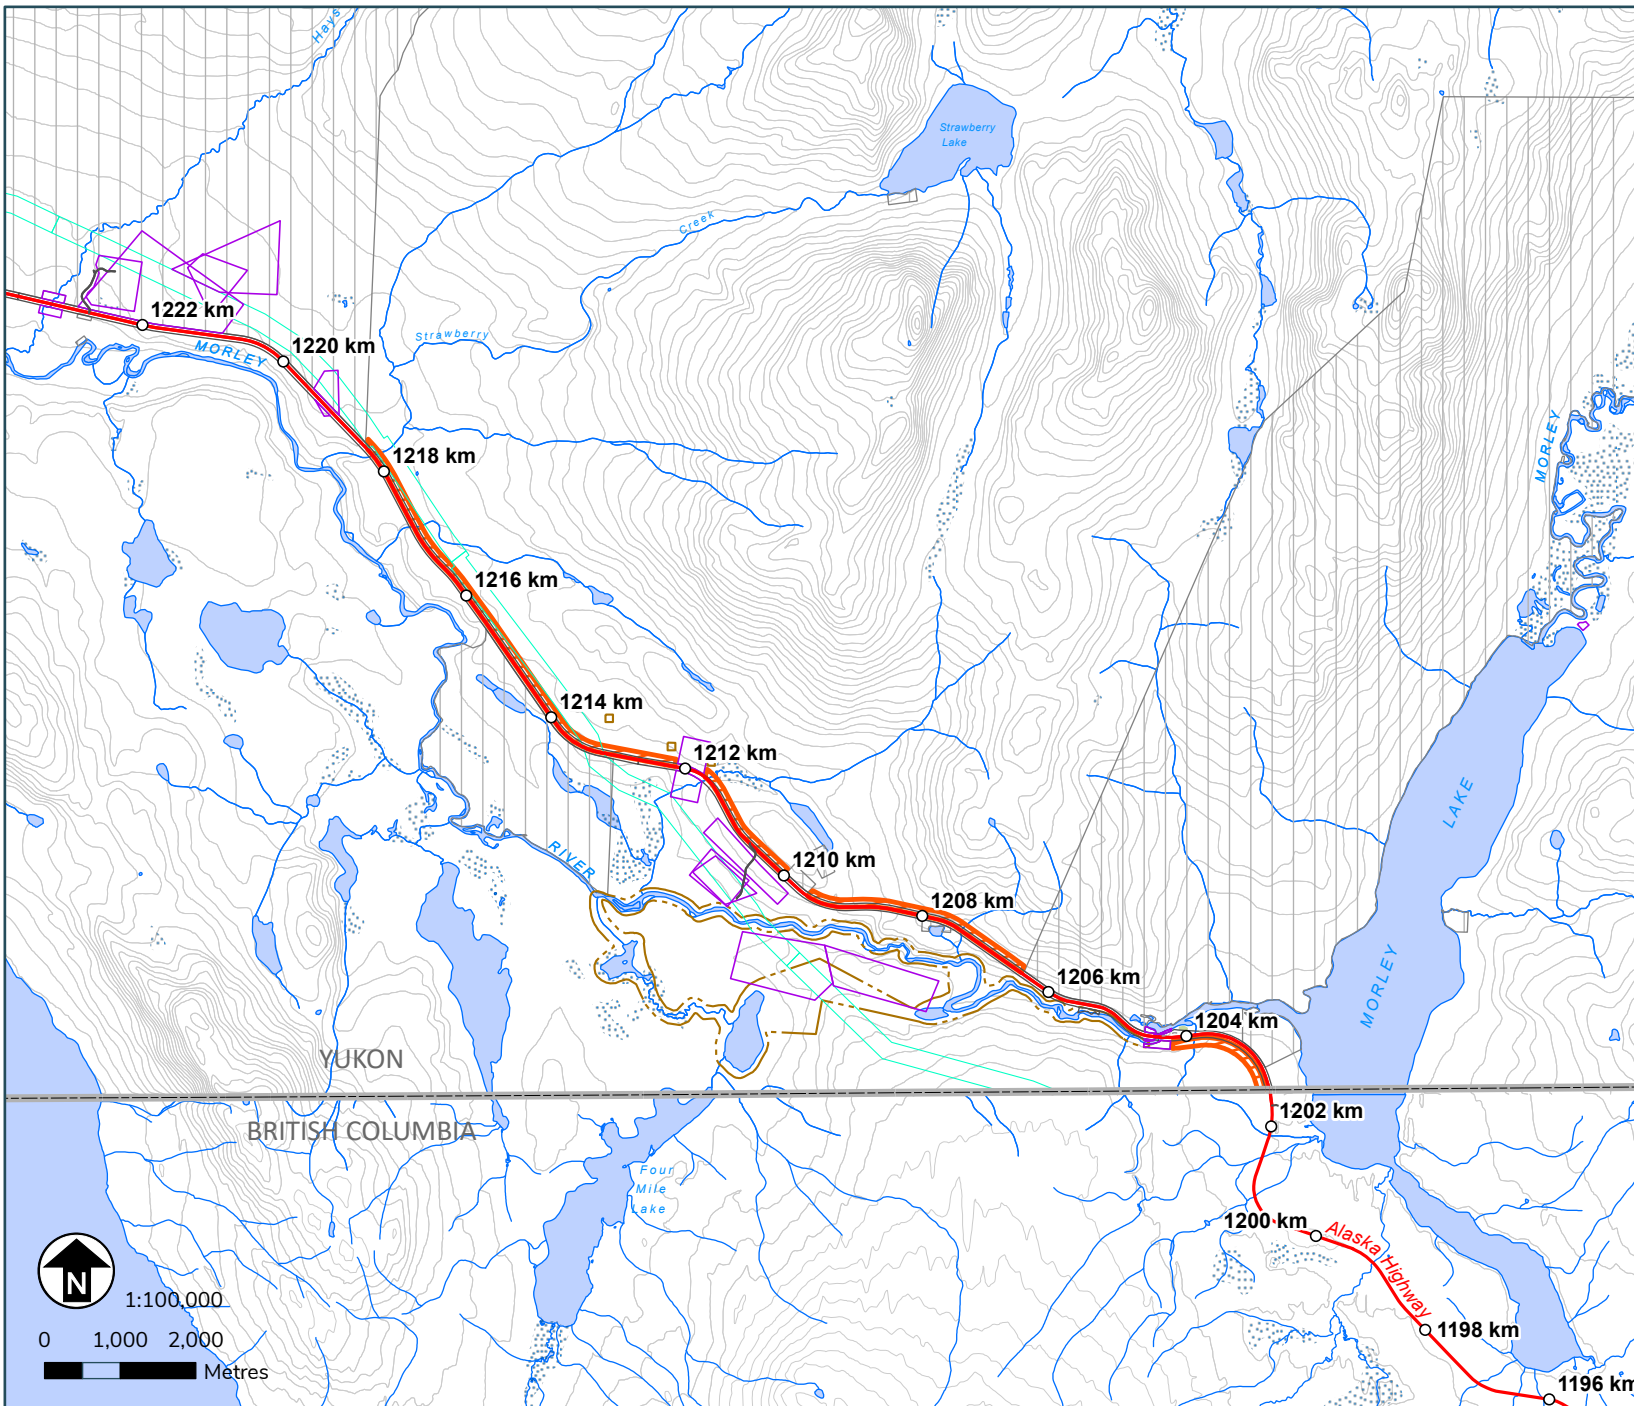 Hays
Strawberry
Lake
Creek
1222 km
Strawberry
1220 km
MORLEY
1218 km
MORLEY
1216 km
1214 km
1212 km
LAKE
RIVER
1210 km
1208 km
1206 km
MORLEY
1204 km
YUKON
1202 km
BRITISH COLUMBIA
Four
Mile
Lake
1200 km
Alaska Highway
N
1:100,000
0 1,000 2,000
Metres
1198 km
1196 km